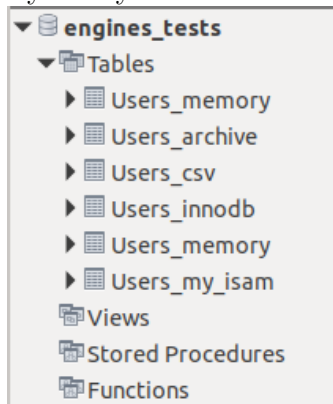 engines_tests
Tables
Users_memory
Users_archive
Users_csv
Users_innodb
Users_memory
Users_my_isam
Views
Stored Procedures
Functions